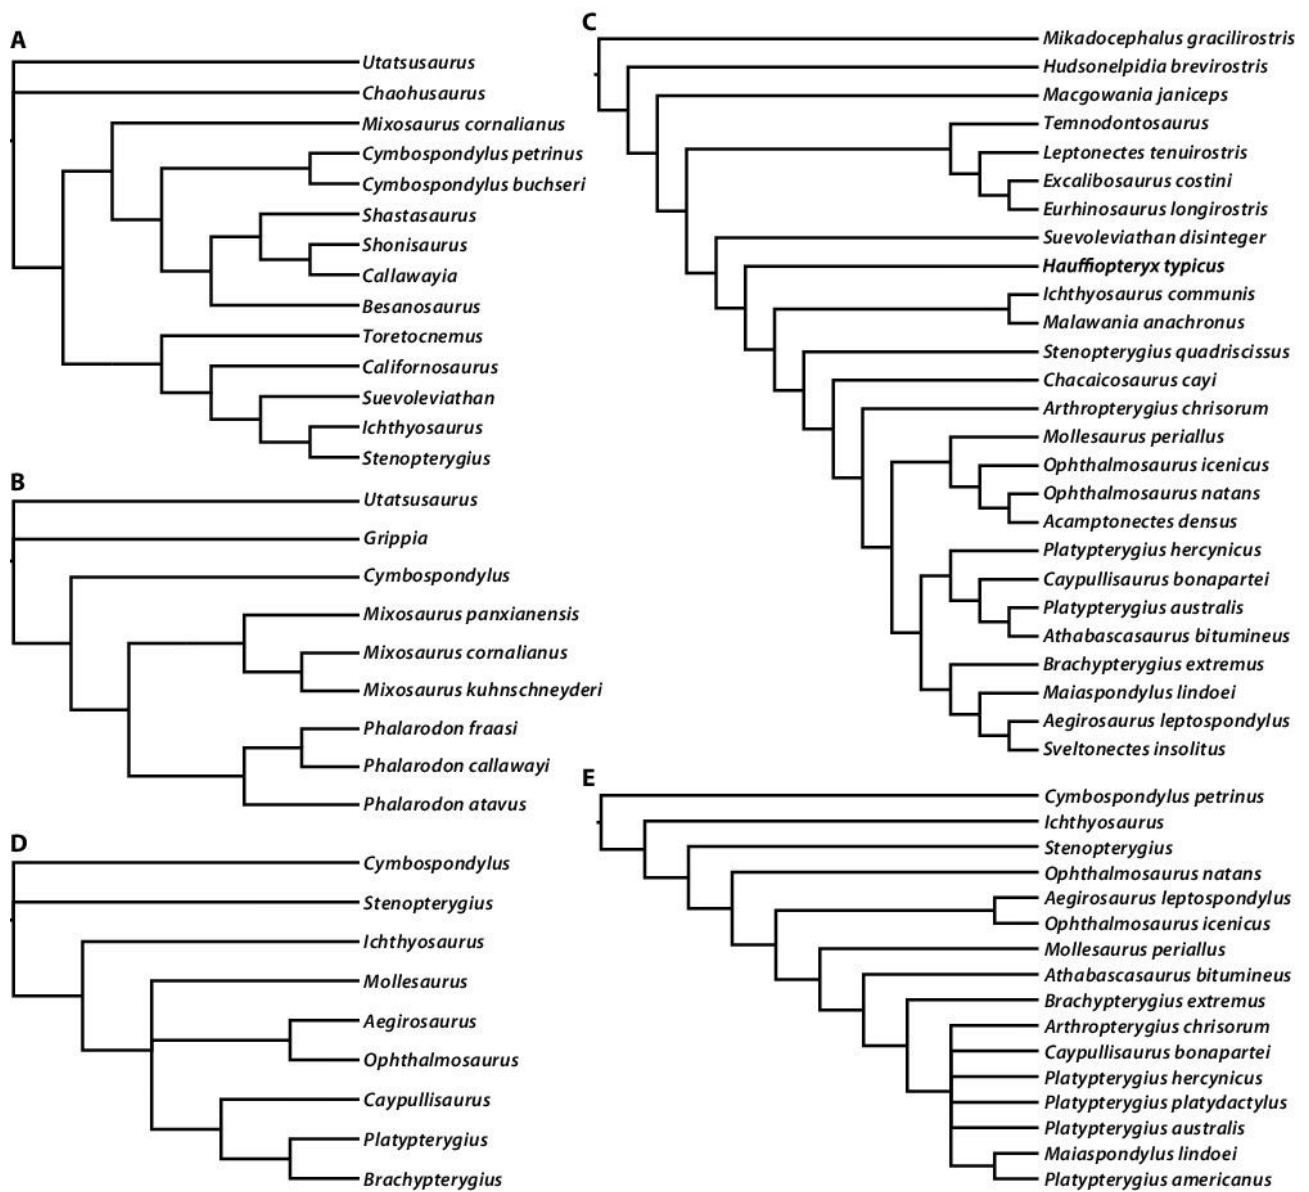 A
Utatsusaurus
Chaohusaurus
Mixosaurus cornalianus
Cymbospondylus petrinus
Cymbospondylus buchseri
Shastasaurus
Shonisaurus
Callawayia
Besanosaurus
Toretocnemus
Californosaurus
Suevoleviathan
Ichthyosaurus
Stenopterygius
B
Utatsusaurus
Grippia
Cymbospondylus
Mixosaurus panxianensis
Mixosaurus cornalianus
Mixosaurus kuhnschneyderi
Phalarodon fraasi
Phalarodon callawayi
Phalarodon atavus
D
Cymbospondylus
Stenopterygius
Ichthyosaurus
Mollesaurus
Aegirosaurus
Ophthalmosaurus
Caypullisaurus
Platypterygius
Brachypterygius
C
Mikadocephalus gracilirostris
Hudsonelpidia brevirostris
Macgowania janiceps
Temnodontosaurus
Leptonectes tenuirostris
Excalibosaurus costini
Eurhinosaurus longirostris
Suevoleviathan disinteger
Hauffiopteryx typicus
Ichthyosaurus communis
Malawania anachronus
Stenopterygius quadriscissus
Chacaicosaurus cayi
Arthropterygius chrisorum
Mollesaurus periallus
Ophthalmosaurus icenicus
Ophthalmosaurus natans
Acamptonectes densus
Platypterygius hercynicus
Caypullisaurus bonapartei
Platypterygius australis
Athabascasaurus bitumineus
Brachypterygius extremus
Maiaspondylus lindoei
Aegirosaurus leptospondylus
Sveltonectes insolitus
E
Cymbospondylus petrinus
Ichthyosaurus
Stenopterygius
Ophthalmosaurus natans
Aegirosaurus leptospondylus
Ophthalmosaurus icenicus
Mollesaurus periallus
Athabascasaurus bitumineus
Brachypterygius extremus
Arthropterygius chrisorum
Caypullisaurus bonapartei
Platypterygius hercynicus
Platypterygius platydactylus
Platypterygius australis
Maiaspondylus lindoei
Platypterygius americanus